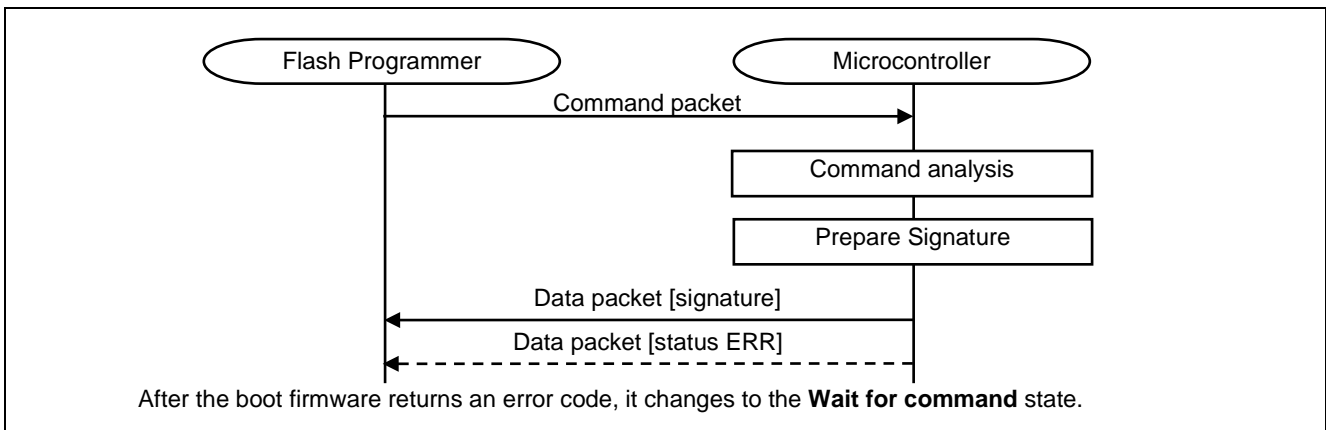 Flash Programmer
Microcontroller
Command packet
Command analysis
Prepare Signature
Data packet [signature]
Data packet [status ERR]
After the boot firmware returns an error code, it changes to the Wait for command state.